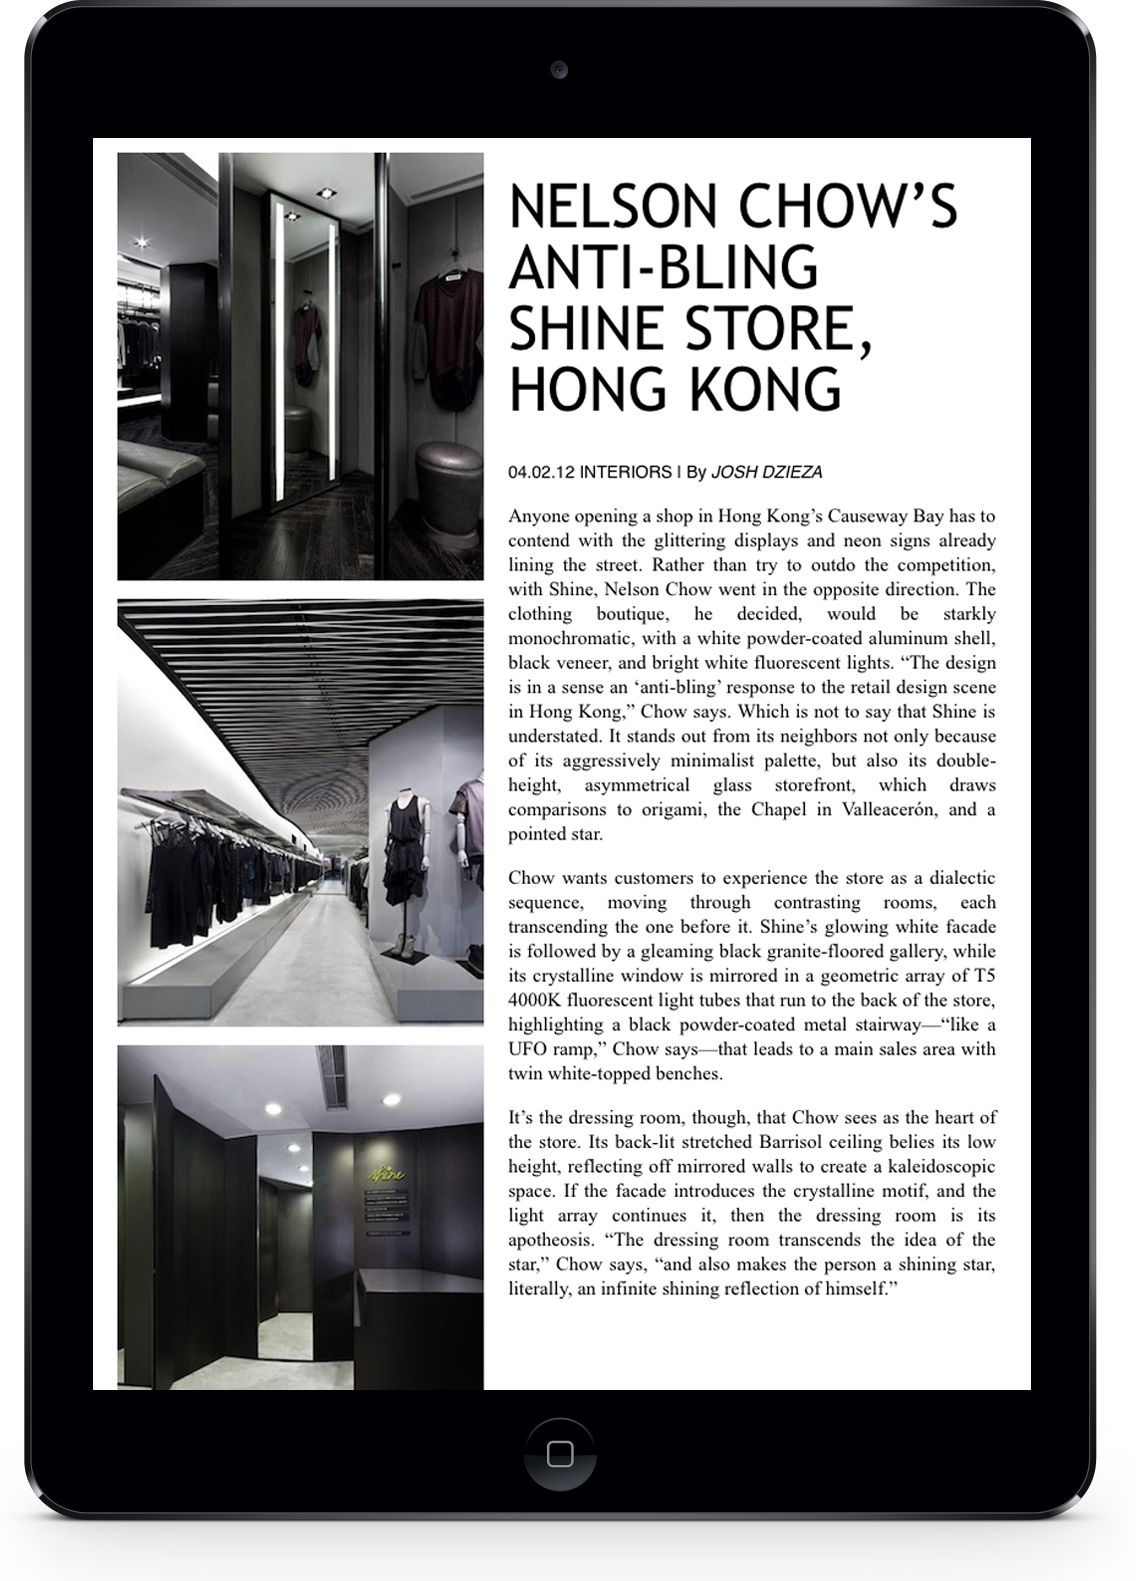 NELSON CHOW’S
ANTI-BLING
SHINE STORE,
HONG KONG
04.02.12 INTERIORS | By JOSH DZIEZA
Anyone opening a shop in Hong Kong’s Causeway Bay has to
contend with the glittering displays and neon signs already
lining the street. Rather than try to outdo the competition,
with Shine, Nelson Chow went in the opposite direction. The
clothing boutique, he decided, would be starkly
monochromatic, with a white powder-coated aluminum shell,
black veneer, and bright white fluorescent lights. “The design
is in a sense an ‘anti-bling’ response to the retail design scene
in Hong Kong,” Chow says. Which is not to say that Shine is
understated. It stands out from its neighbors not only because
of its aggressively minimalist palette, but also its double-
height, asymmetrical glass storefront, which draws
comparisons to origami, the Chapel in Valleacerón, and a
pointed star.
Chow wants customers to experience the store as a dialectic
sequence, moving through contrasting rooms, each
transcending the one before it. Shine’s glowing white facade
is followed by a gleaming black granite-floored gallery, while
its crystalline window is mirrored in a geometric array of T5
4000K fluorescent light tubes that run to the back of the store,
highlighting a black powder-coated metal stairway—“like a
UFO ramp,” Chow says—that leads to a main sales area with
twin white-topped benches.
It’s the dressing room, though, that Chow sees as the heart of
the store. Its back-lit stretched Barrisol ceiling belies its low
height, reflecting off mirrored walls to create a kaleidoscopic
space. If the facade introduces the crystalline motif, and the
light array continues it, then the dressing room is its
apotheosis. “The dressing room transcends the idea of the
star,” Chow says, “and also makes the person a shining star,
literally, an infinite shining reflection of himself.”
shine